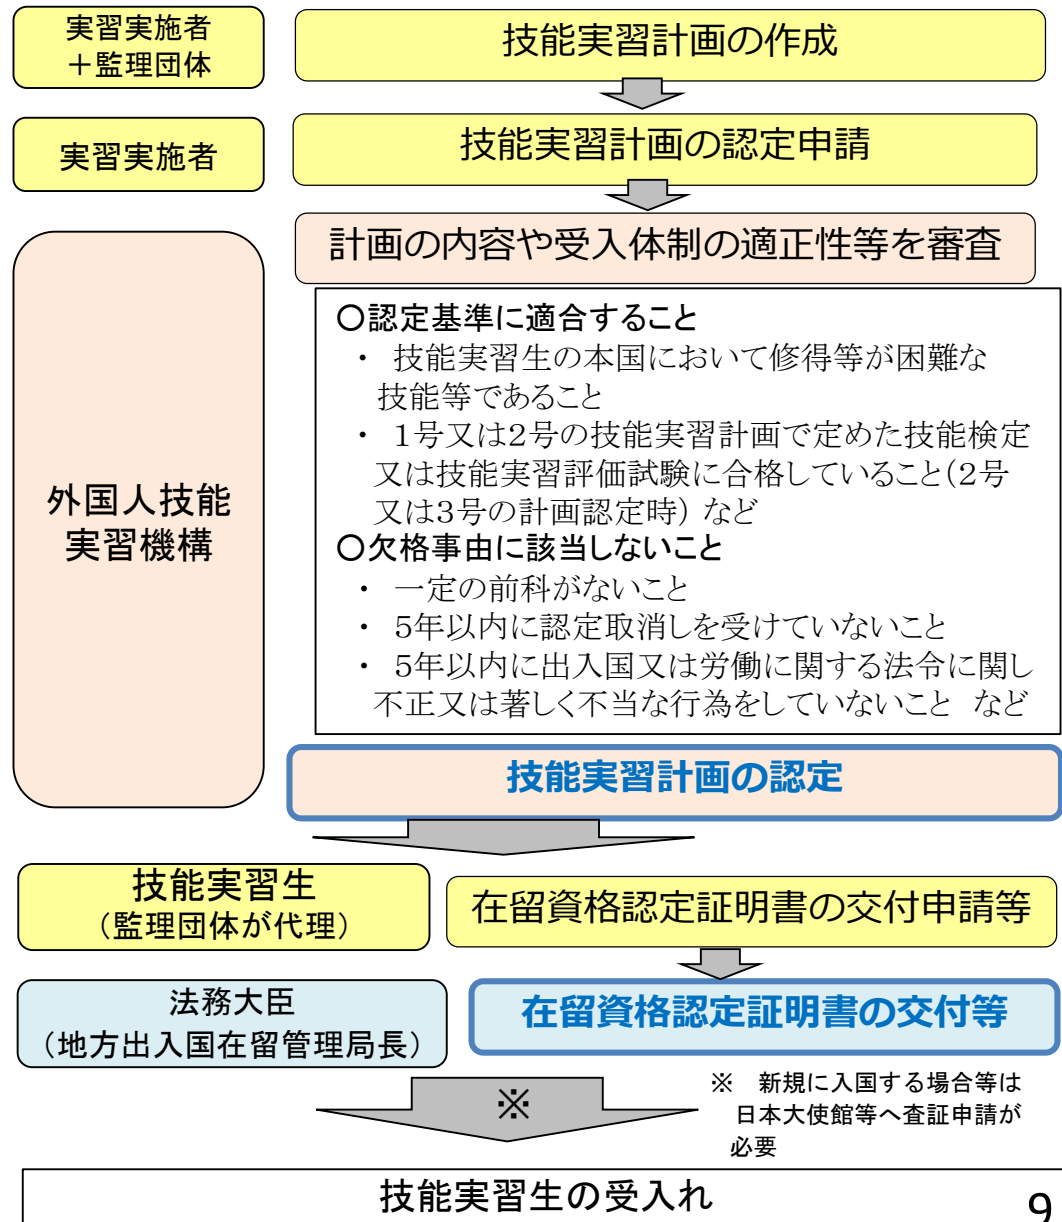 実習実施者
＋監理団体
技能実習計画の作成
実習実施者
技能実習計画の認定申請
外国人技能
実習機構
計画の内容や受入体制の適正性等を審査
○認定基準に適合すること
・ 技能実習生の本国において修得等が困難な
技能等であること
・ １号又は２号の技能実習計画で定めた技能検定
又は技能実習評価試験に合格していること（２号
又は３号の計画認定時） など
○欠格事由に該当しないこと
・ 一定の前科がないこと
・ 5年以内に認定取消しを受けていないこと
・ 5年以内に出入国又は労働に関する法令に関し
不正又は著しく不当な行為をしていないこと　など
技能実習計画の認定
技能実習生
（監理団体が代理）
在留資格認定証明書の交付申請等
法務大臣
（地方出入国在留管理局長）
在留資格認定証明書の交付等
※
※　新規に入国する場合等は
日本大使館等へ査証申請が
必要
技能実習生の受入れ
9